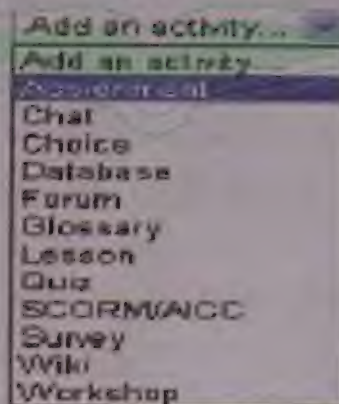 Add an activity...
Add an activity...
Assignment
Chat
Choice
Database
Forum
Glossary
Lesson
Quiz
SCORM/AICC
Survey
Wiki
Workshop